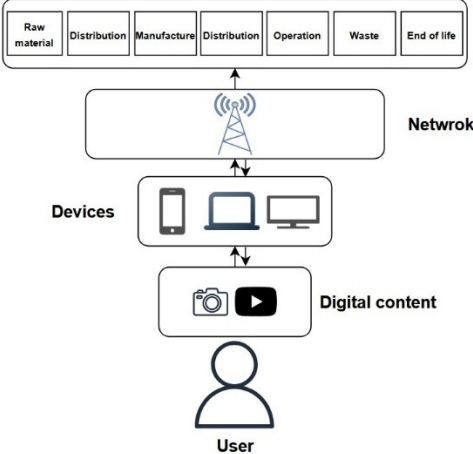 Raw material
Distribution
Manufacture
Distribution
Operation
Waste
End of life
Netwrok
Devices
Digital content
User